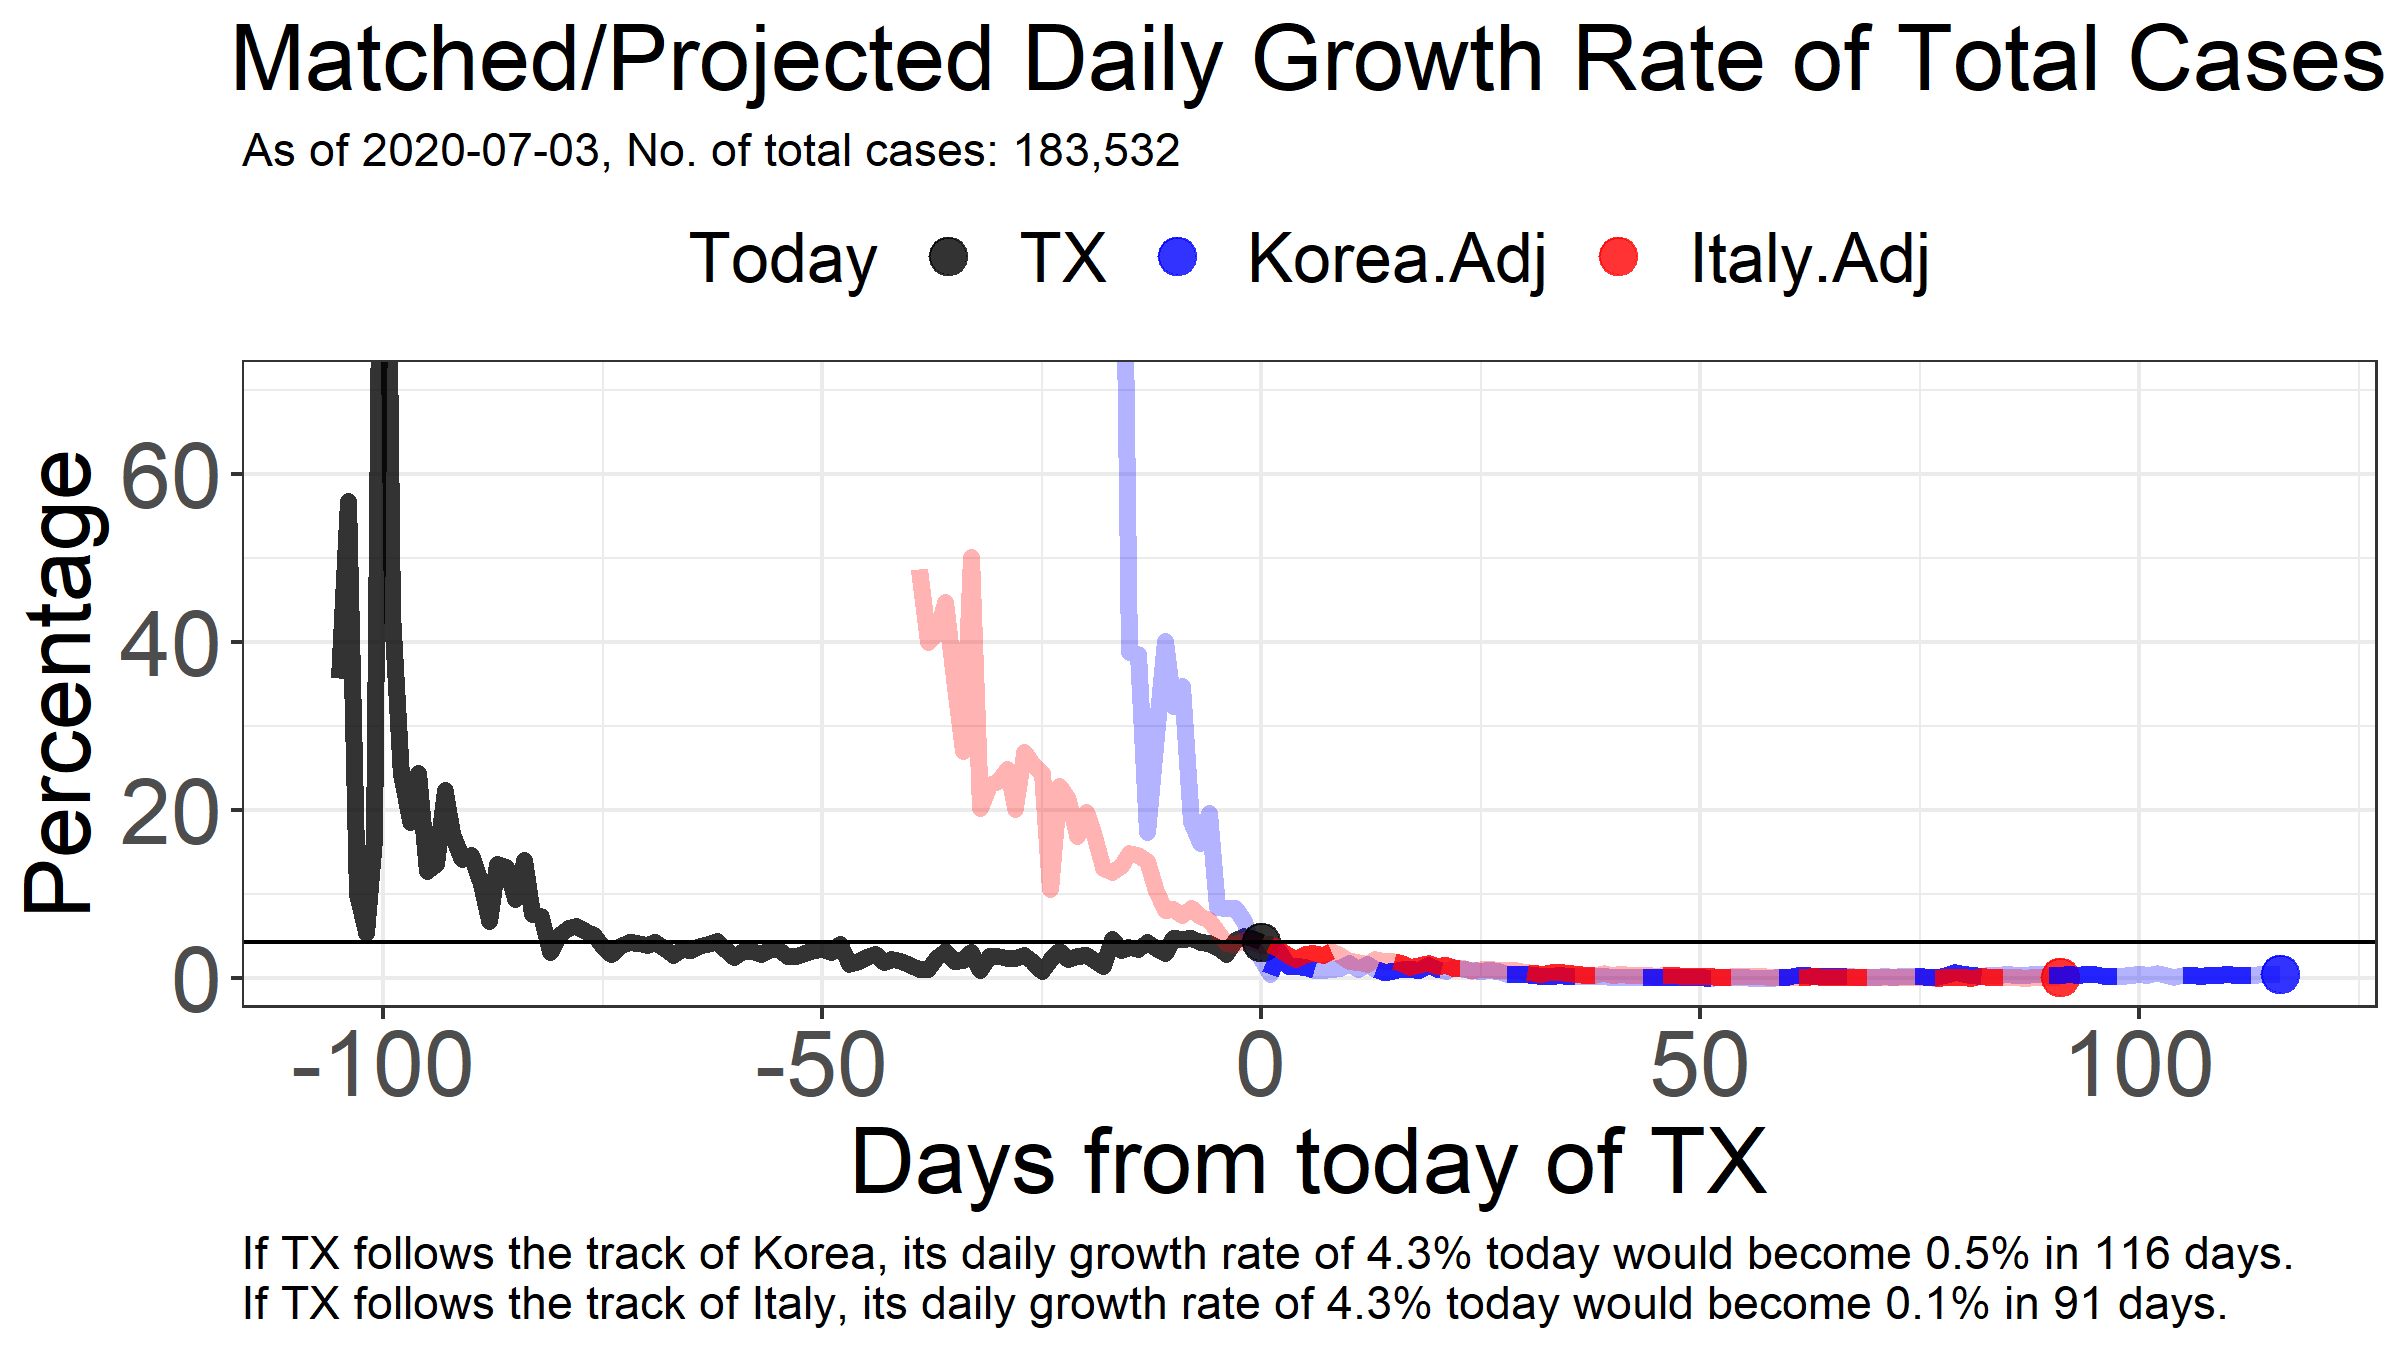 Matched/Projected Daily Growth Rate of Total Cases
As of 2020-07-03, No. of total cases: 183,532
Today TX Korea.Adj Italy.Adj
Percentage
60
40
20
0
-100 -50 0 50 100
Days from today of TX
If TX follows the track of Korea, its daily growth rate of 4.3% today would become 0.5% in 116 days.
If TX follows the track of Italy, its daily growth rate of 4.3% today would become 0.1% in 91 days.